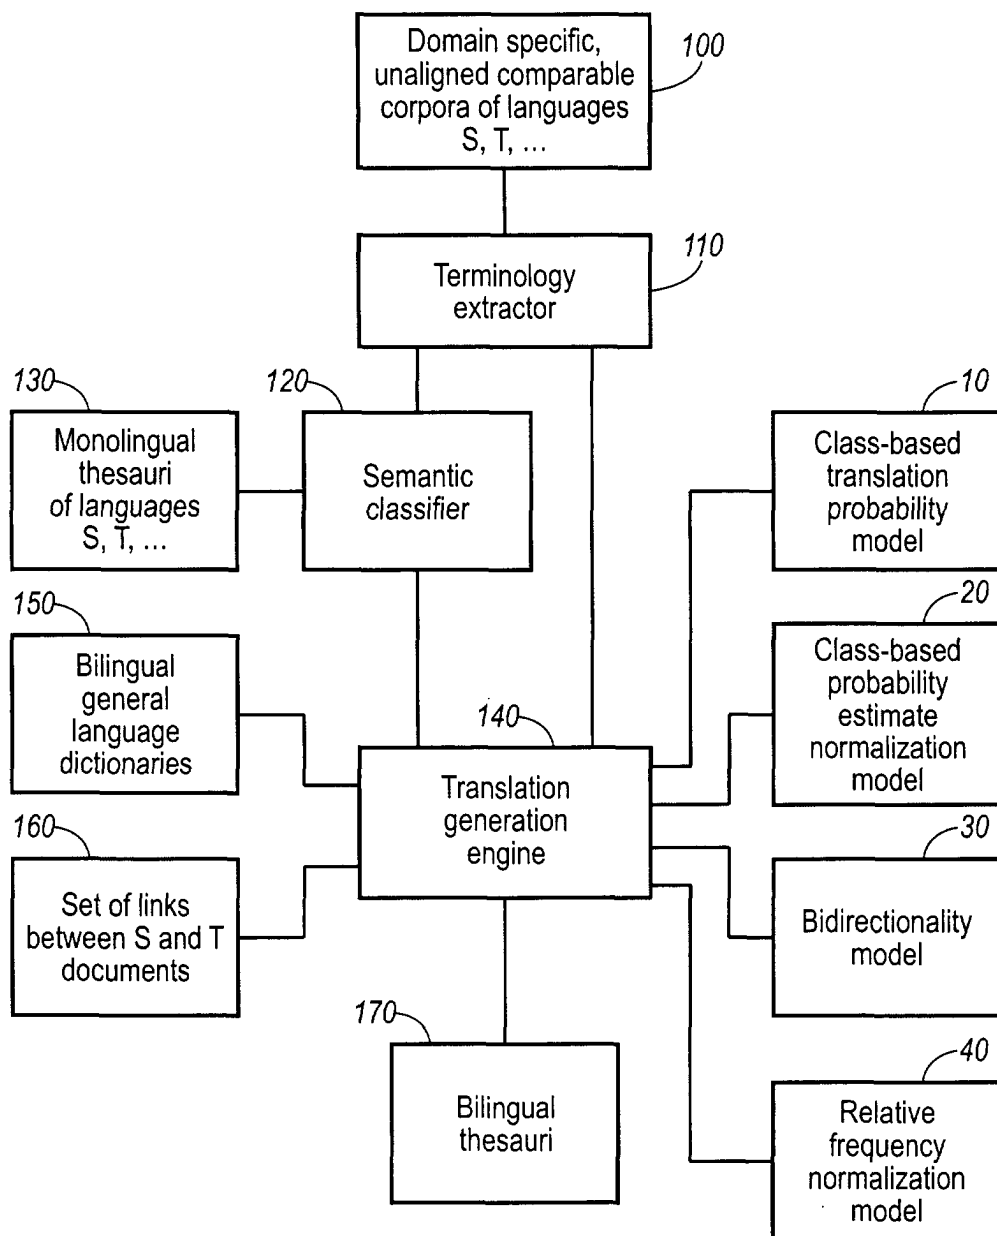 Domain specific,
unaligned comparable
corpora of languages
S, T, ...
100
Terminology
extractor
110
130
Monolingual
thesauri
of languages
S, T, ...
120
Semantic
classifier
10
Class-based
translation
probability
model
150
Bilingual
general
language
dictionaries
20
Class-based
probability
estimate
normalization
model
140
Translation
generation
engine
160
Set of links
between S and T
documents
30
Bidirectionality
model
170
Bilingual
thesauri
40
Relative
frequency
normalization
model